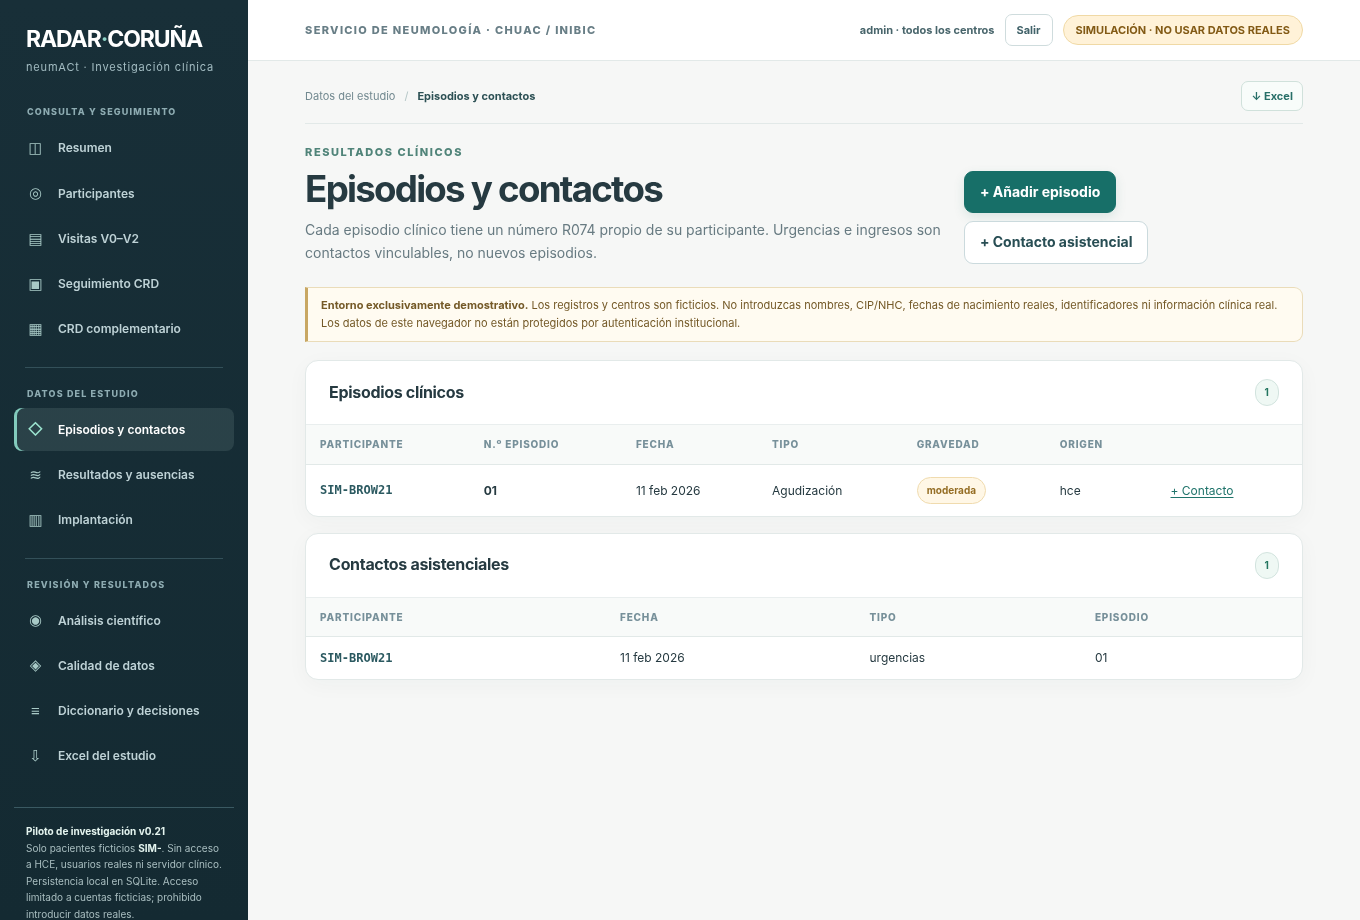 RADAR·CORUÑA
neumACt · Investigación clínica
CONSULTA Y SEGUIMIENTO
Resumen
Participantes
Visitas V0–V2
Seguimiento CRD
CRD complementario
DATOS DEL ESTUDIO
Episodios y contactos
Resultados y ausencias
Implantación
REVISIÓN Y RESULTADOS
Análisis científico
Calidad de datos
Diccionario y decisiones
Excel del estudio
Piloto de investigación v0.21
Solo pacientes ficticios SIM-. Sin acceso
a HCE, usuarios reales ni servidor clínico.
Persistencia local en SQLite. Acceso
limitado a cuentas ficticias; prohibido
introducir datos reales.
SERVICIO DE NEUMOLOGÍA · CHUAC / INIBIC
admin · todos los centros
Salir
SIMULACIÓN · NO USAR DATOS REALES
Datos del estudio / Episodios y contactos
↓ Excel
RESULTADOS CLÍNICOS
Episodios y contactos
Cada episodio clínico tiene un número R074 propio de su participante. Urgencias e ingresos son
contactos vinculables, no nuevos episodios.
+ Añadir episodio
+ Contacto asistencial
Entorno exclusivamente demostrativo. Los registros y centros son ficticios. No introduzcas nombres, CIP/NHC, fechas de nacimiento reales, identificadores ni información clínica real.
Los datos de este navegador no están protegidos por autenticación institucional.
Episodios clínicos
1
PARTICIPANTE N.º EPISODIO FECHA TIPO GRAVEDAD ORIGEN
SIM-BROW21 01 11 feb 2026 Agudización moderada hce + Contacto
Contactos asistenciales
1
PARTICIPANTE FECHA TIPO EPISODIO
SIM-BROW21 11 feb 2026 urgencias 01